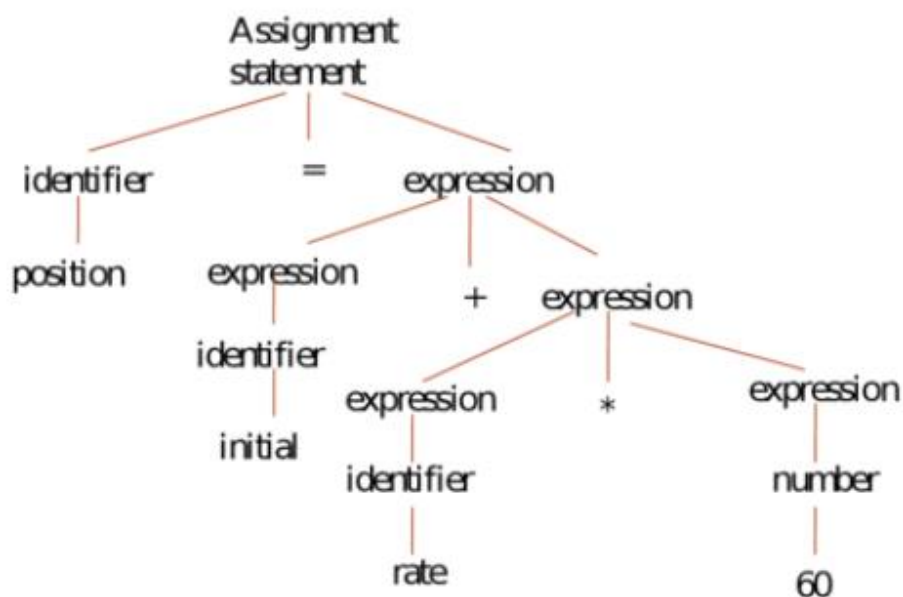 Assignment
statement
identifier = expression
position expression + expression
identifier expression * expression
initial identifier number
rate 60